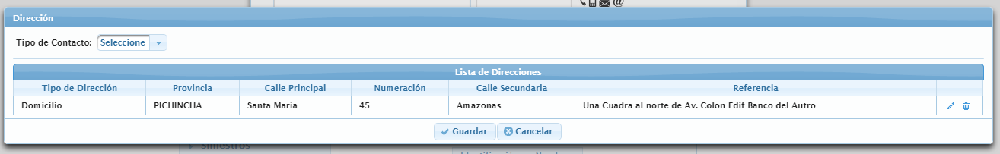 Dirección
Tipo de Contacto: Seleccione
Lista de Direcciones
Tipo de Dirección Provincia Calle Principal Numeración Calle Secundaria Referencia
Domicilio PICHINCHA Santa Maria 45 Amazonas Una Cuadra al norte de Av. Colon Edif Banco del Autro
Guardar Cancelar
Siniestros